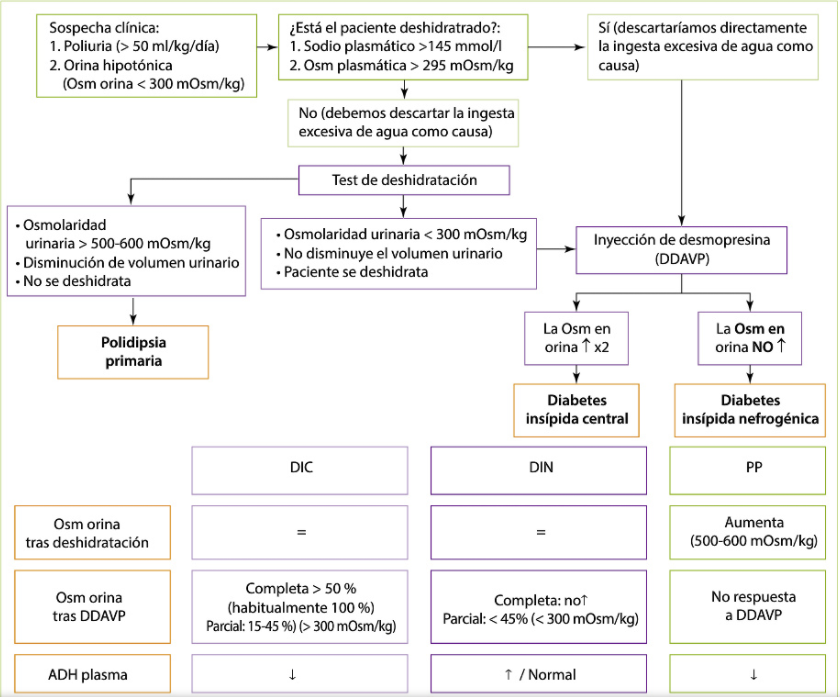 Sospecha clínica:
1. Poliuria (> 50 ml/kg/día)
2. Orina hipotónica
(Osm orina < 300 mOsm/kg)
¿Está el paciente deshidratrado?:
1. Sodio plasmático >145 mmol/l
2. Osm plasmática > 295 mOsm/kg
Sí (descartaríamos directamente
la ingesta excesiva de agua como
causa)
No (debemos descartar la ingesta
excesiva de agua como causa)
Test de deshidratación
• Osmolaridad
urinaria > 500-600 mOsm/kg
• Disminución de volumen urinario
• No se deshidrata
• Osmolaridad urinaria < 300 mOsm/kg
• No disminuye el volumen urinario
• Paciente se deshidrata
Inyección de desmopresina
(DDAVP)
Polidipsia
primaria
La Osm en
orina ↑ x2
La Osm en
orina NO ↑
Diabetes
insípida central
Diabetes
insípida nefrogénica
DIC
DIN
PP
Osm orina
tras deshidratación
=
=
Aumenta
(500-600 mOsm/kg)
Osm orina
tras DDAVP
Completa > 50 %
(habitualmente 100 %)
Parcial: 15-45 %) (> 300 mOsm/kg)
Completa: no↑
Parcial: < 45% (< 300 mOsm/kg)
No respuesta
a DDAVP
ADH plasma
↓
↑ / Normal
↓